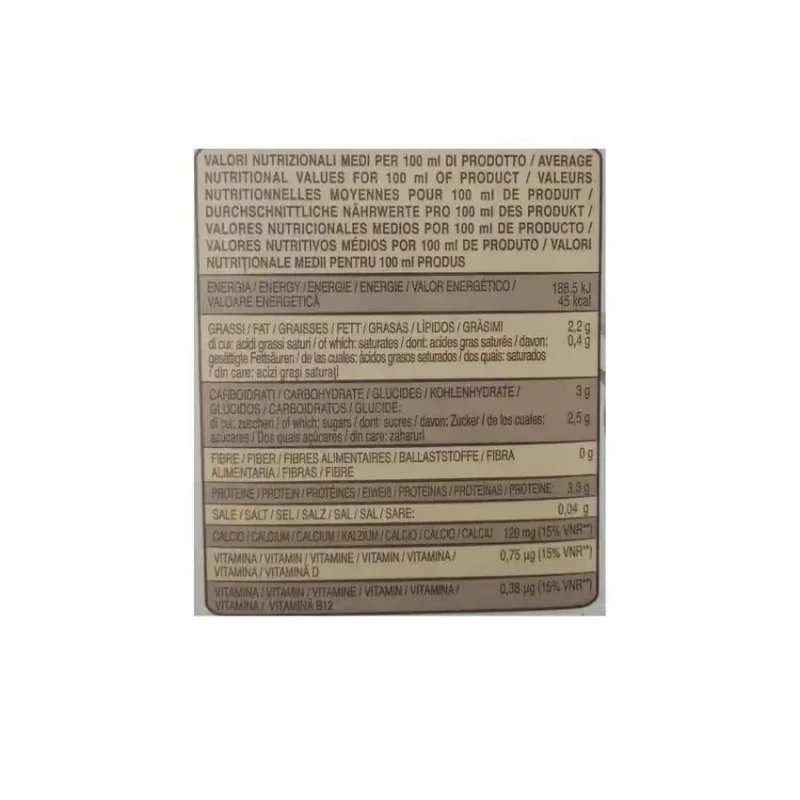 VALORI NUTRIZIONALI MEDI PER 100 ml DI PRODOTTO / AVERAGE
NUTRITIONAL VALUES FOR 100 ml OF PRODUCT / VALEURS
NUTRITIONNELLES MOYENNES POUR 100 ml DE PRODUIT /
DURCHSCHNITTLICHE NÄHRWERTE PRO 100 ml DES PRODUKT /
VALORES NUTRICIONALES MEDIOS POR 100 ml DE PRODUCTO /
VALORES NUTRITIVOS MÉDIOS POR 100 ml DE PRODUTO / VALORI
NUTRIȚIONALE MEDII PENTRU 100 ml PRODUS
ENERGIA / ENERGY / ENERGIE / ENERGIE / VALOR ENERGÉTICO / 188,5 kJ
VALOARE ENERGETICĂ 45 kcal
GRASSI / FAT / GRAISSES / FETT / GRASAS / LÍPIDOS / GRĂSIMI 2,2 g
di cui: acidi grassi saturi / of which: saturates / dont: acides gras saturés / davon: 0,4 g
gesättigte Fettsäuren / de las cuales: ácidos grasos saturados / dos quais: saturados
/ din care: acizi grași saturați
CARBOIDRATI / CARBOHYDRATE / GLUCIDES / KOHLENHYDRATE / 3 g
GLÚCIDOS / CARBOIDRATOS / GLUCIDE:
di cui: zuccheri / of which: sugars / dont: sucres / davon: Zucker / de los cuales: 2,5 g
azúcares / Dos quais açúcares / din care: zaharuri
FIBRE / FIBER / FIBRES ALIMENTAIRES / BALLASTSTOFFE / FIBRA 0 g
ALIMENTARIA / FIBRAS / FIBRE
PROTEINE / PROTEIN / PROTÉINES / EIWEIß / PROTEÍNAS / PROTEÍNAS / PROTEINE: 3,3 g
SALE / SALT / SEL / SALZ / SAL / SAL / SARE: 0,04 g
CALCIO / CALCIUM / CALCIUM / KALZIUM / CALCIO / CÁLCIO / CALCIU 120 mg (15% VNR**)
VITAMINA / VITAMIN / VITAMINE / VITAMIN / VITAMINA / 0,75 µg (15% VNR**)
VITAMINA / VITAMINĂ D
VITAMINA / VITAMIN / VITAMINE / VITAMIN / VITAMINA / 0,38 µg (15% VNR**)
VITAMINA / VITAMINĂ B12